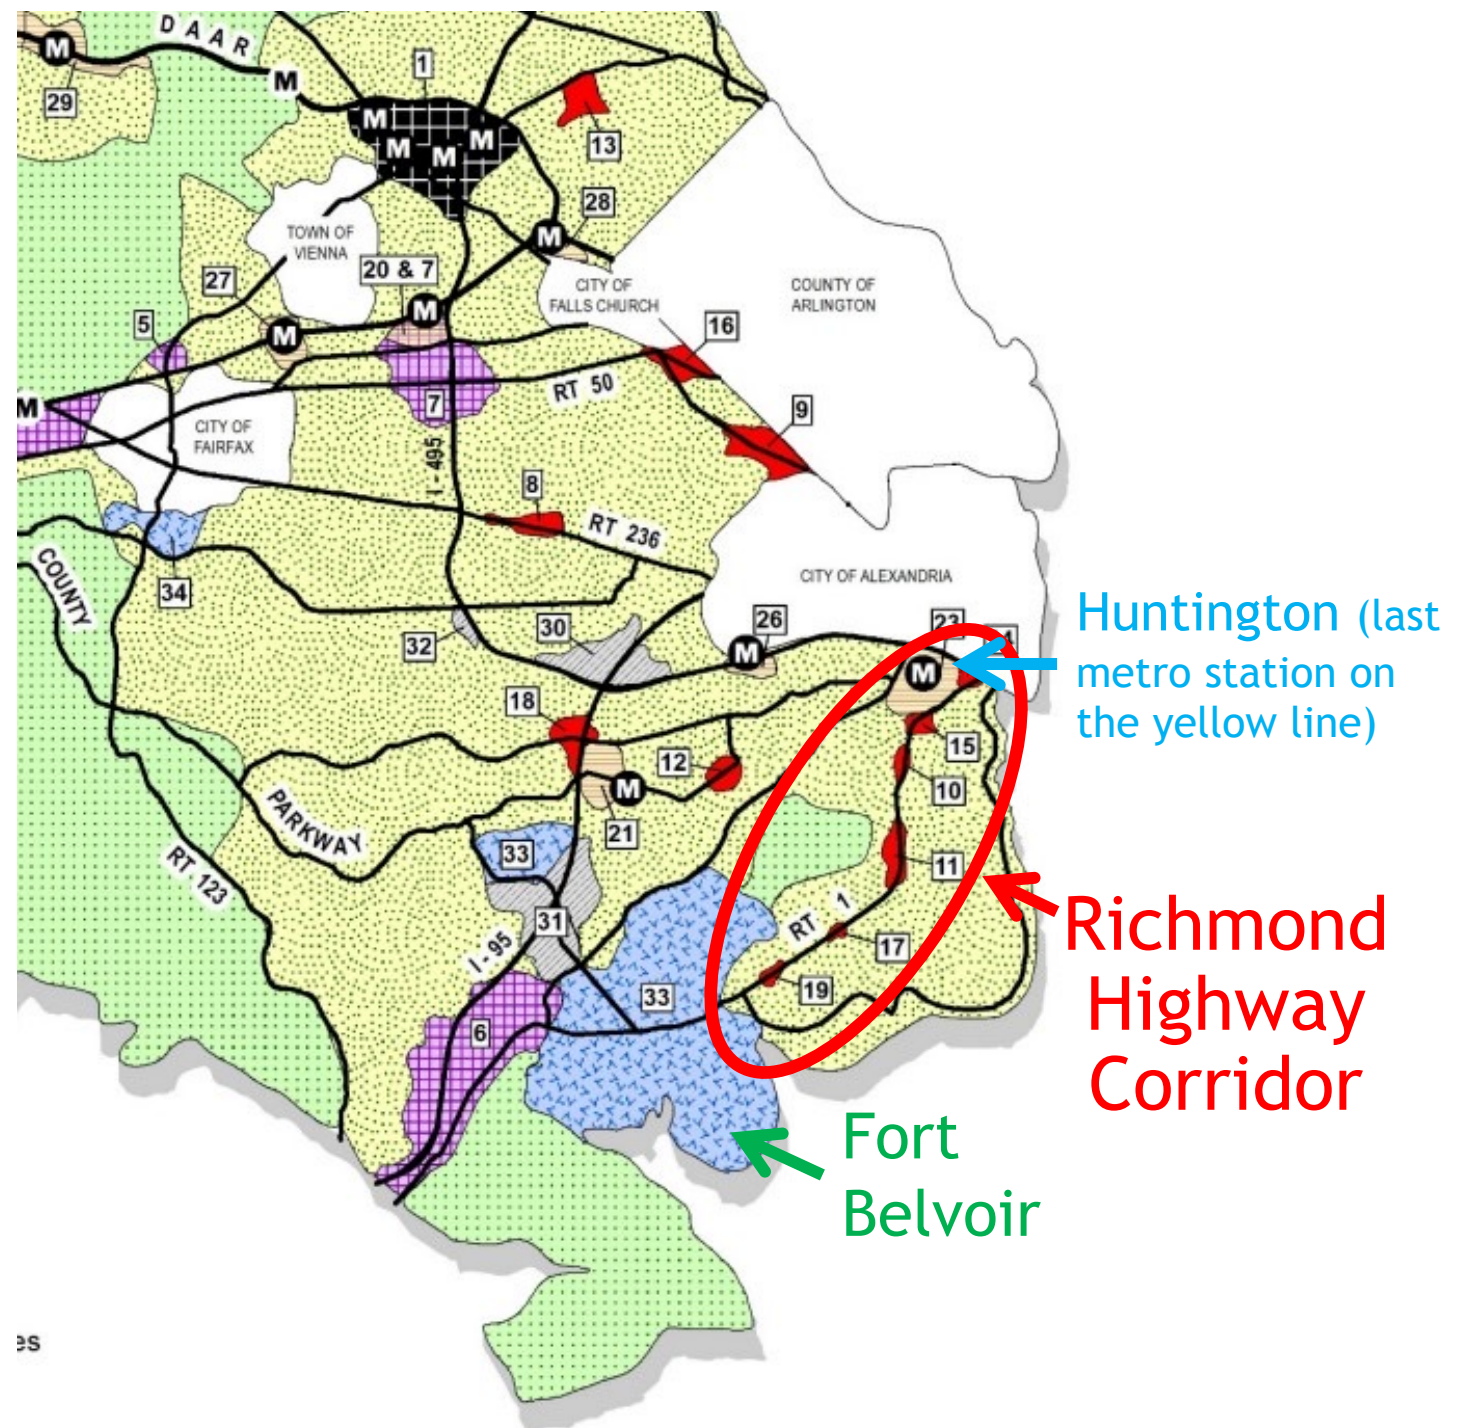 DAAR
M
29
M
1
M
M
M
M
13
28
M
TOWN OF
VIENNA
20 & 7
27
M
M
CITY OF
FALLS CHURCH
COUNTY OF
ARLINGTON
5
16
RT 50
M
7
9
CITY OF
FAIRFAX
I - 495
8
RT 236
COUNTY
34
CITY OF ALEXANDRIA
32
30
26
M
23
M
Huntington (last
metro station on
the yellow line)
18
15
12
10
M
21
PARKWAY
33
11
RT 123
31
I - 95
RT 1
17
Richmond
Highway
Corridor
33
19
6
Fort
Belvoir
es